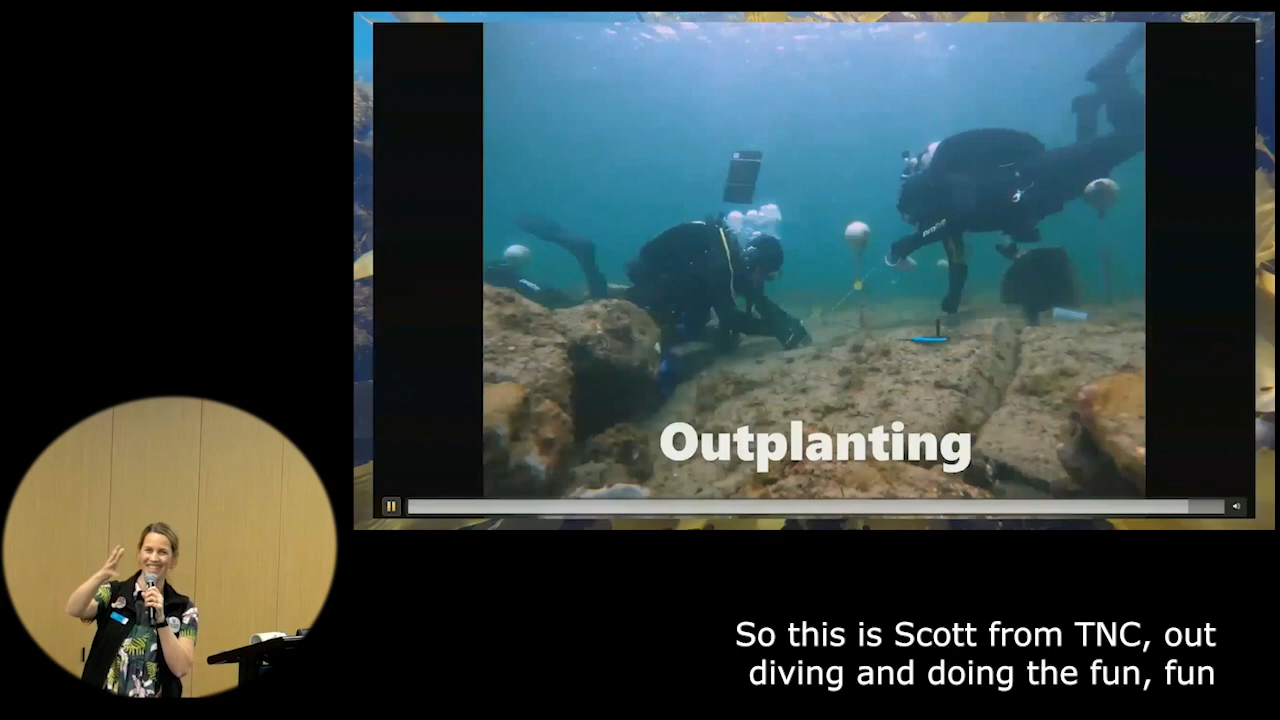 Outplanting
So this is Scott from TNC, out
diving and doing the fun, fun